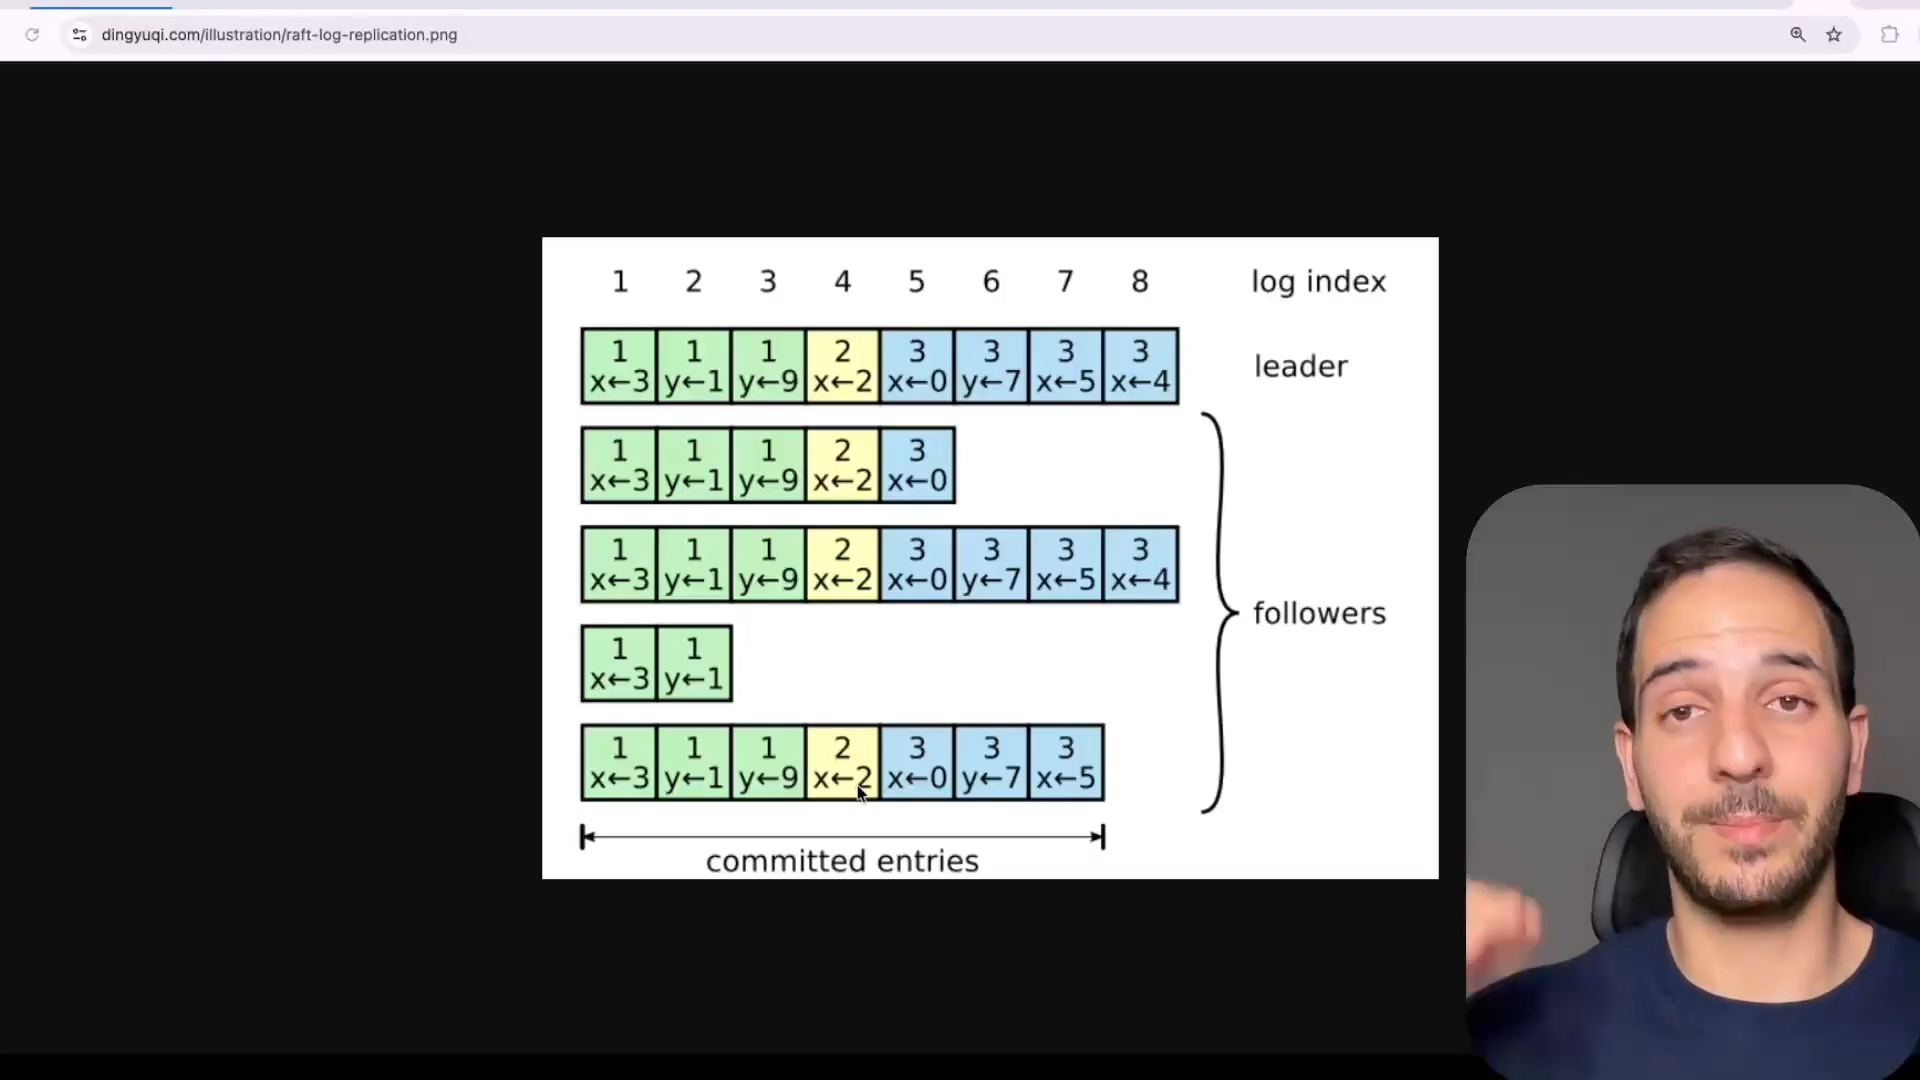 dingyuqi.com/illustration/raft-log-replication.png
1 2 3 4 5 6 7 8 log index
1 1 1 2 3 3 3 3
x←3 y←1 y←9 x←2 x←0 y←7 x←5 x←4
leader
1 1 1 2 3
x←3 y←1 y←9 x←2 x←0
1 1 1 2 3 3 3 3
x←3 y←1 y←9 x←2 x←0 y←7 x←5 x←4
followers
1 1
x←3 y←1
1 1 1 2 3 3 3
x←3 y←1 y←9 x←2 x←0 y←7 x←5
committed entries